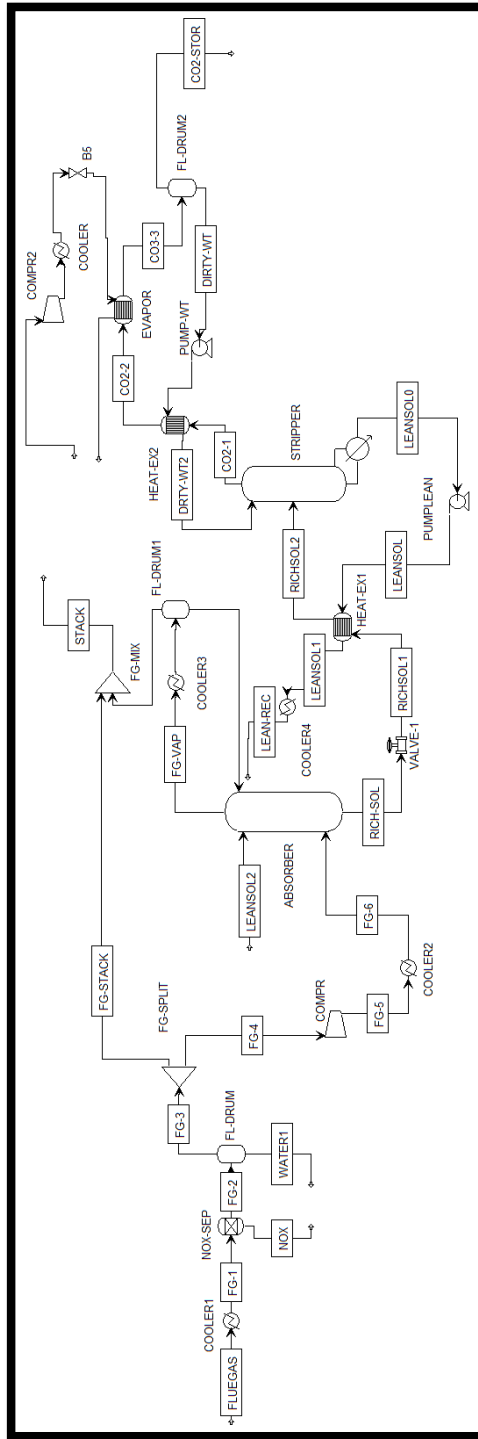 FLUEGAS
COOLER1
FG-1
NOX-SEP
NOX
FG-2
FL-DRUM
WATER1
FG-3
FG-SPLIT
FG-STACK
FG-4
COMPR
FG-5
COOLER2
FG-6
LEANSOL2
ABSORBER
FG-VAP
COOLER3
FL-DRUM1
FG-MIX
STACK
RICH-SOL
VALVE-1
RICHSOL1
HEAT-EX1
LEANSOL1
COOLER4
LEAN-REC
RICHSOL2
STRIPPER
LEANSOL0
PUMPLEAN
LEANSOL
CO2-1
HEAT-EX2
DRTY-WT2
CO2-2
EVAPOR
CO3-3
FL-DRUM2
CO2-STOR
DIRTY-WT
PUMP-WT
COMPR2
COOLER
B5